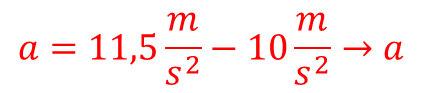 a = 11,5 m/s² − 10 m/s² → a